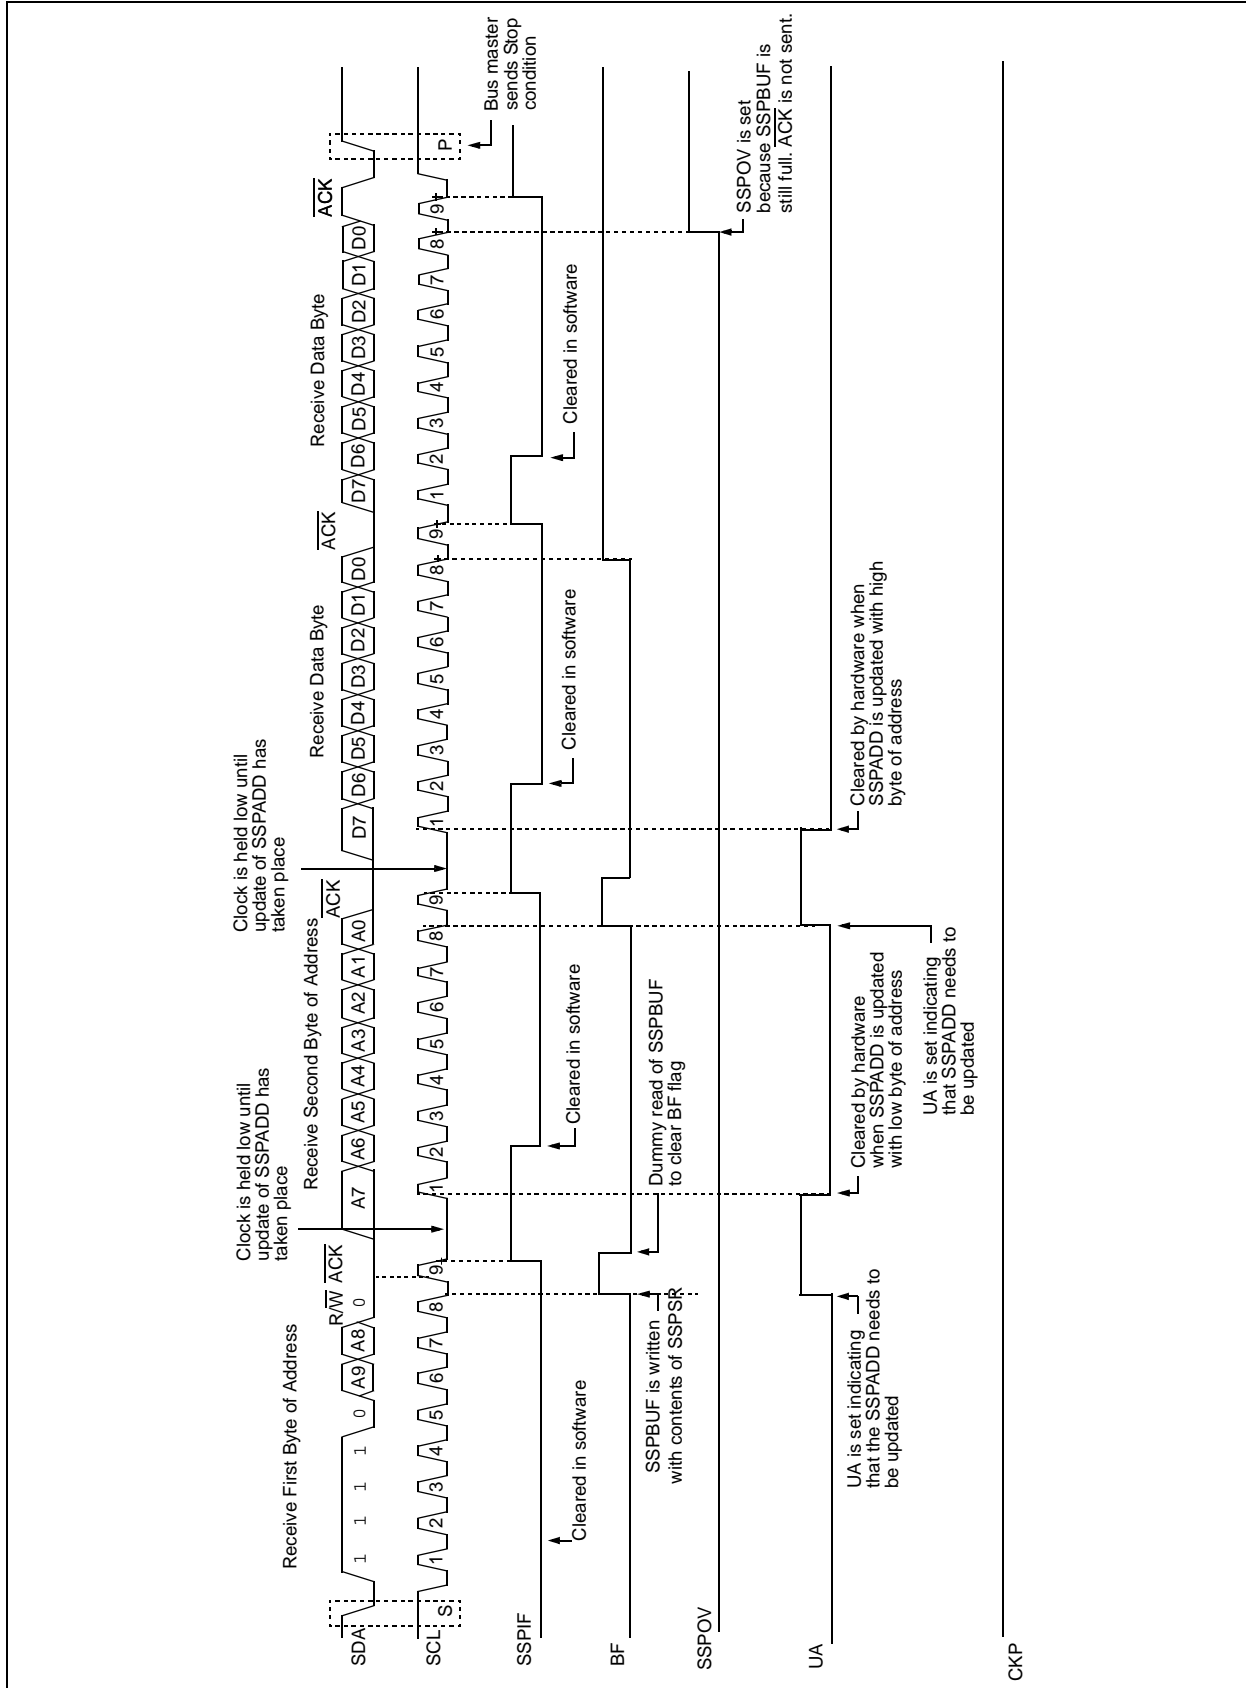 Receive First Byte of Address
R/W ACK
Clock is held low until
update of SSPADD has
taken place
Receive Second Byte of Address
ACK
Clock is held low until
update of SSPADD has
taken place
Receive Data Byte
ACK
Receive Data Byte
ACK
SDA
1 1 1 1 0 A9 A8 0 A7 A6 A5 A4 A3 A2 A1 A0 D7 D6 D5 D4 D3 D2 D1 D0 D7 D6 D5 D4 D3 D2 D1 D0
SCL
S 1 2 3 4 5 6 7 8 9 1 2 3 4 5 6 7 8 9 1 2 3 4 5 6 7 8 9 1 2 3 4 5 6 7 8 9 P
Bus master
sends Stop
condition
SSPIF
Cleared in software
Cleared in software
Cleared in software
Cleared in software
BF
SSPBUF is written
with contents of SSPSR
Dummy read of SSPBUF
to clear BF flag
SSPOV
SSPOV is set
because SSPBUF is
still full. ACK is not sent.
UA
UA is set indicating
that the SSPADD needs to
be updated
Cleared by hardware
when SSPADD is updated
with low byte of address
UA is set indicating
that SSPADD needs to
be updated
Cleared by hardware when
SSPADD is updated with high
byte of address
CKP